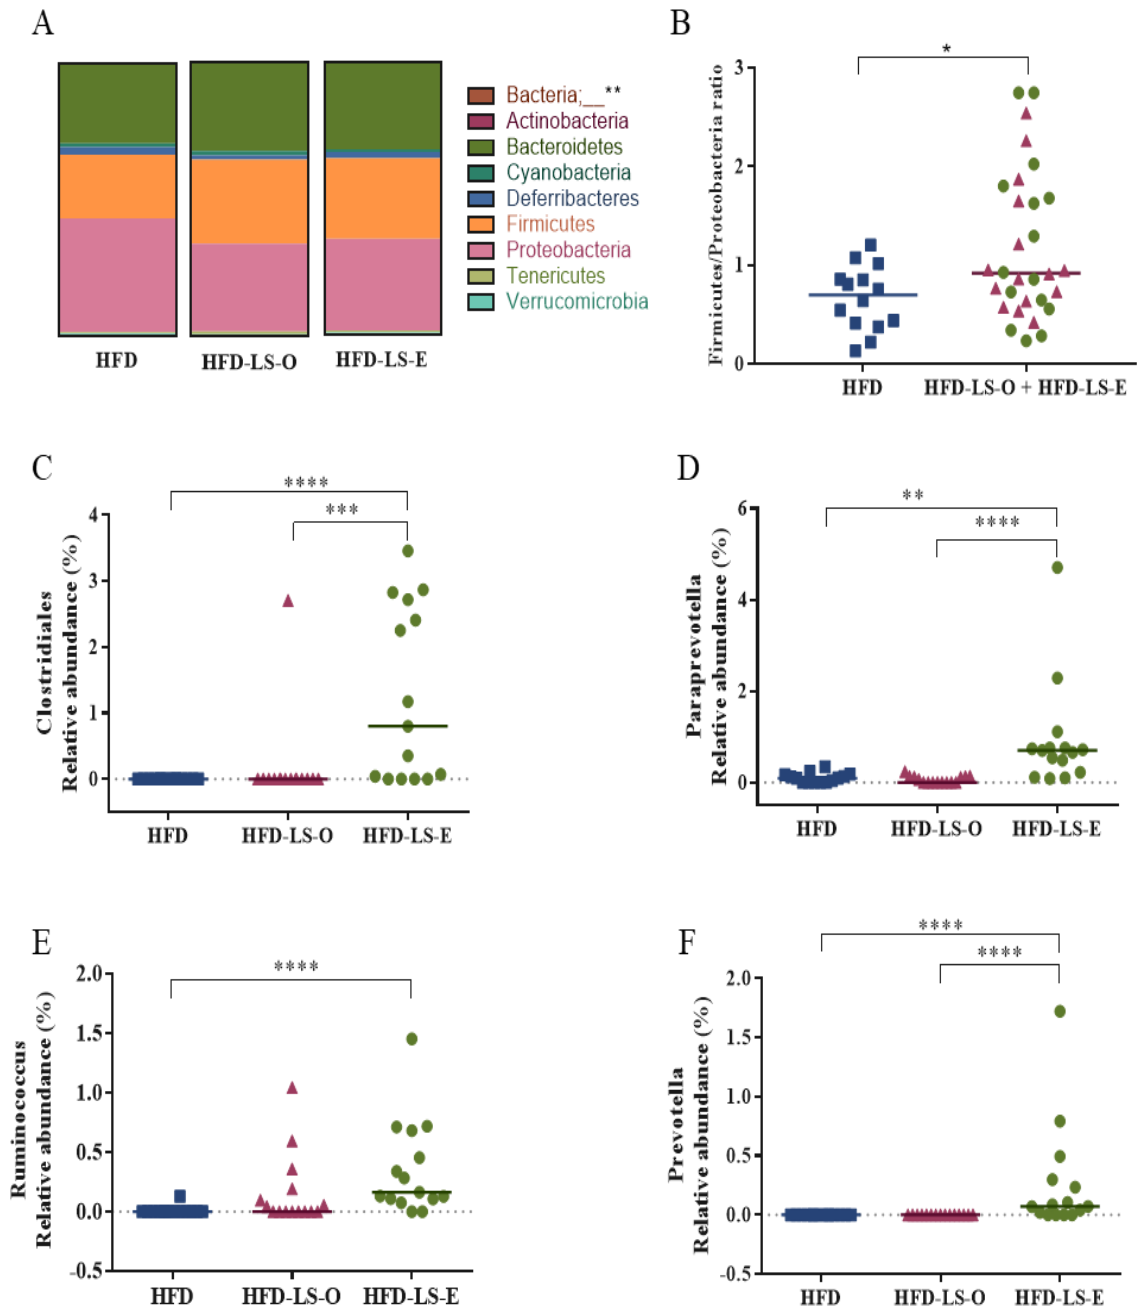 A
HFD
HFD-LS-O
HFD-LS-E
Bacteria;__**
Actinobacteria
Bacteroidetes
Cyanobacteria
Deferribacteres
Firmicutes
Proteobacteria
Tenericutes
Verrucomicrobia
B
*
Firmicutes/Proteobacteria ratio
3
2
1
0
HFD
HFD-LS-O + HFD-LS-E
C
****
***
Clostridiales
Relative abundance (%)
4
3
2
1
0
HFD
HFD-LS-O
HFD-LS-E
D
**
****
Paraprevotella
Relative abundance (%)
6
4
2
0
HFD
HFD-LS-O
HFD-LS-E
E
****
Ruminococcus
Relative abundance (%)
2.0
1.5
1.0
0.5
0.0
-0.5
HFD
HFD-LS-O
HFD-LS-E
F
****
****
Prevotella
Relative abundance (%)
2.0
1.5
1.0
0.5
0.0
-0.5
HFD
HFD-LS-O
HFD-LS-E